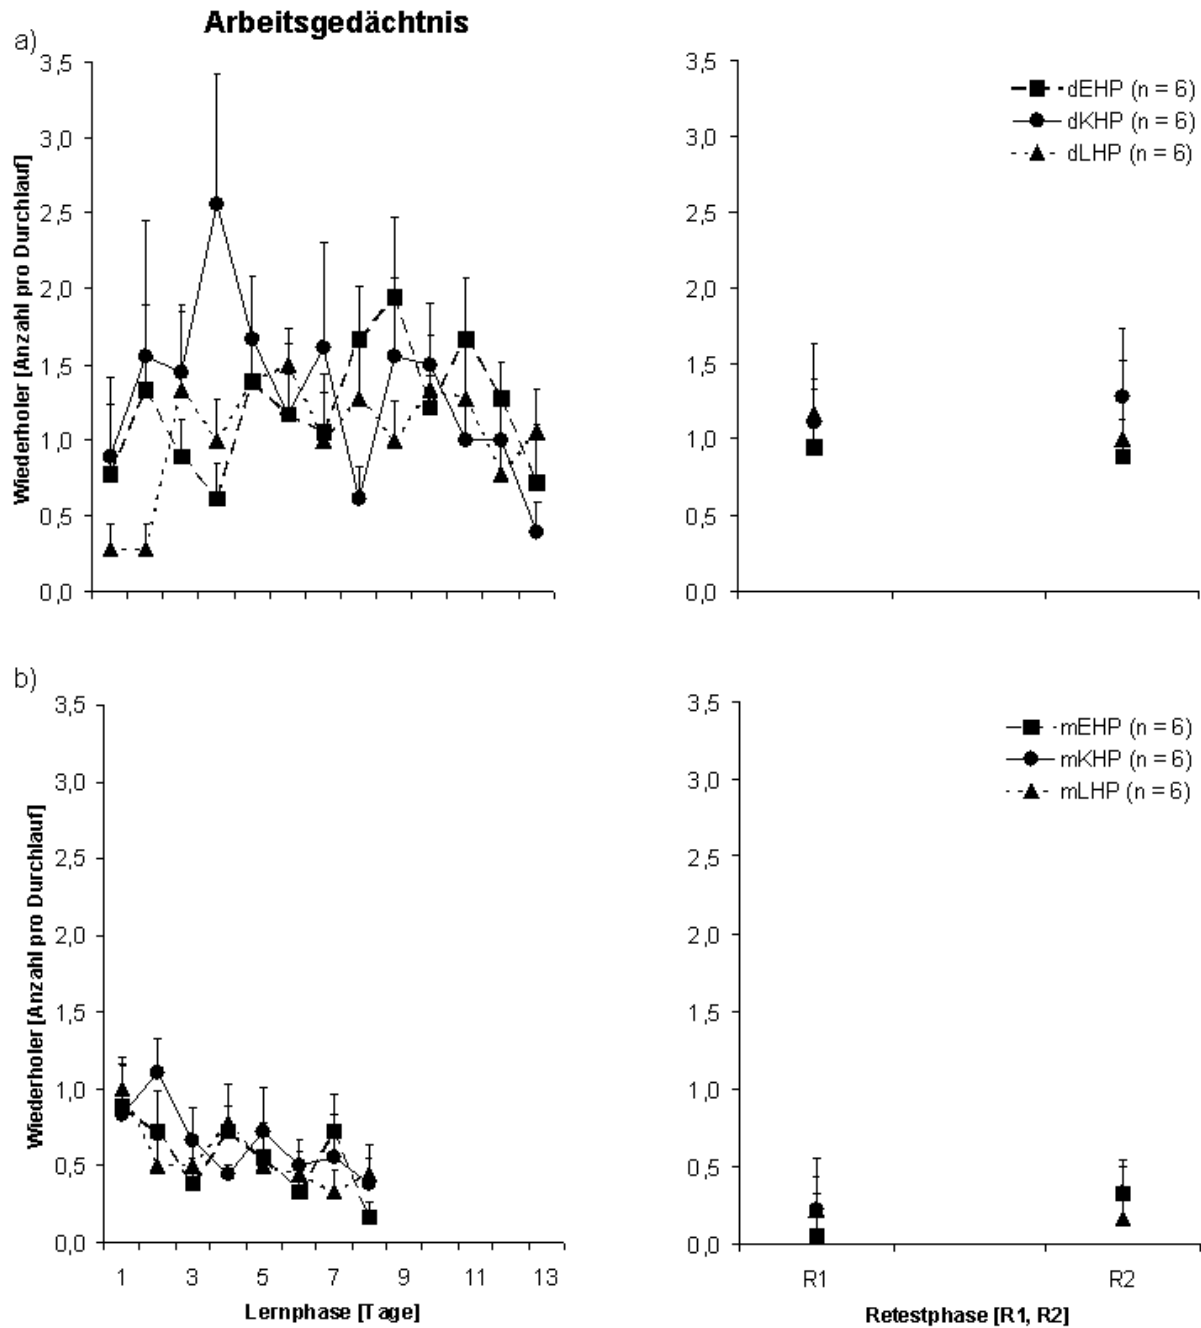 Arbeitsgedächtnis
a)
Wiederholer [Anzahl pro Durchlauf]
3,5
3,0
2,5
2,0
1,5
1,0
0,5
0,0
3,5
3,0
2,5
2,0
1,5
1,0
0,5
0,0
dEHP (n = 6)
dKHP (n = 6)
dLHP (n = 6)
b)
Wiederholer [Anzahl pro Durchlauf]
3,5
3,0
2,5
2,0
1,5
1,0
0,5
0,0
1 3 5 7 9 11 13
Lernphase [Tage]
3,5
3,0
2,5
2,0
1,5
1,0
0,5
0,0
mEHP (n = 6)
mKHP (n = 6)
mLHP (n = 6)
R1 R2
Retestphase [R1, R2]